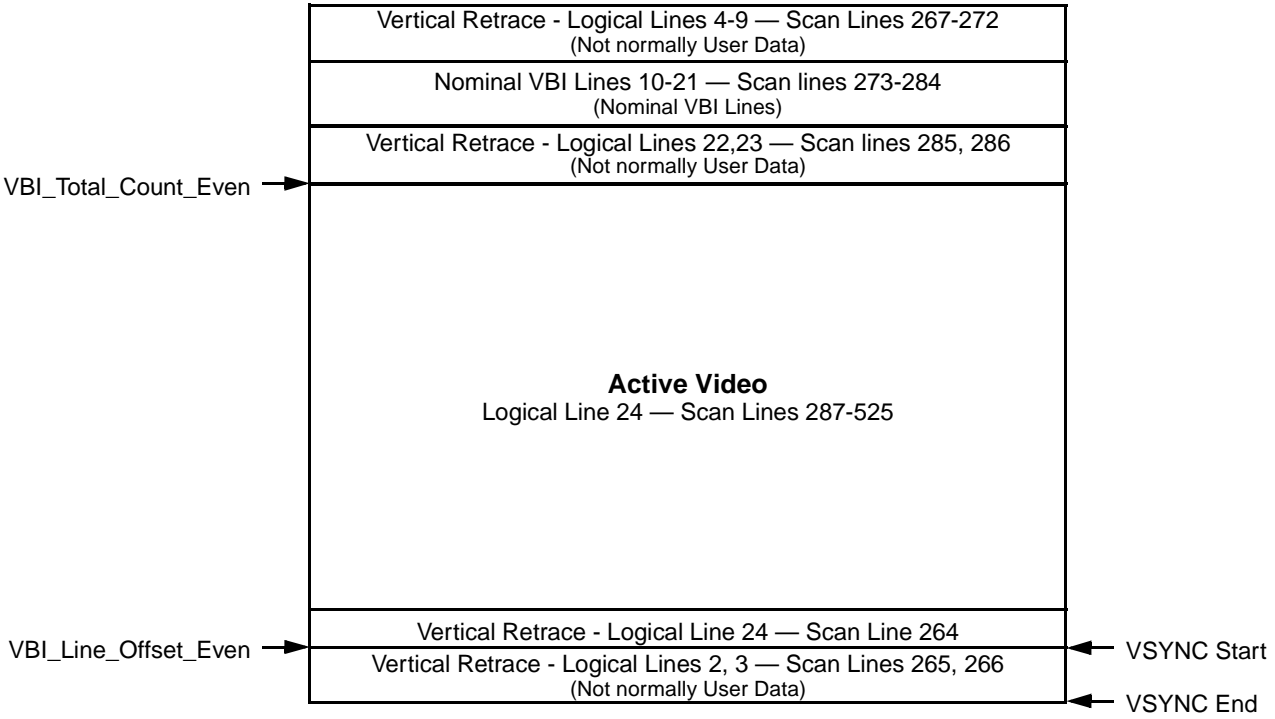 Vertical Retrace - Logical Lines 4-9 — Scan Lines 267-272
(Not normally User Data)
Nominal VBI Lines 10-21 — Scan lines 273-284
(Nominal VBI Lines)
Vertical Retrace - Logical Lines 22,23 — Scan lines 285, 286
(Not normally User Data)
VBI_Total_Count_Even
Active Video
Logical Line 24 — Scan Lines 287-525
Vertical Retrace - Logical Line 24 — Scan Line 264
VBI_Line_Offset_Even
VSYNC Start
Vertical Retrace - Logical Lines 2, 3 — Scan Lines 265, 266
(Not normally User Data)
VSYNC End